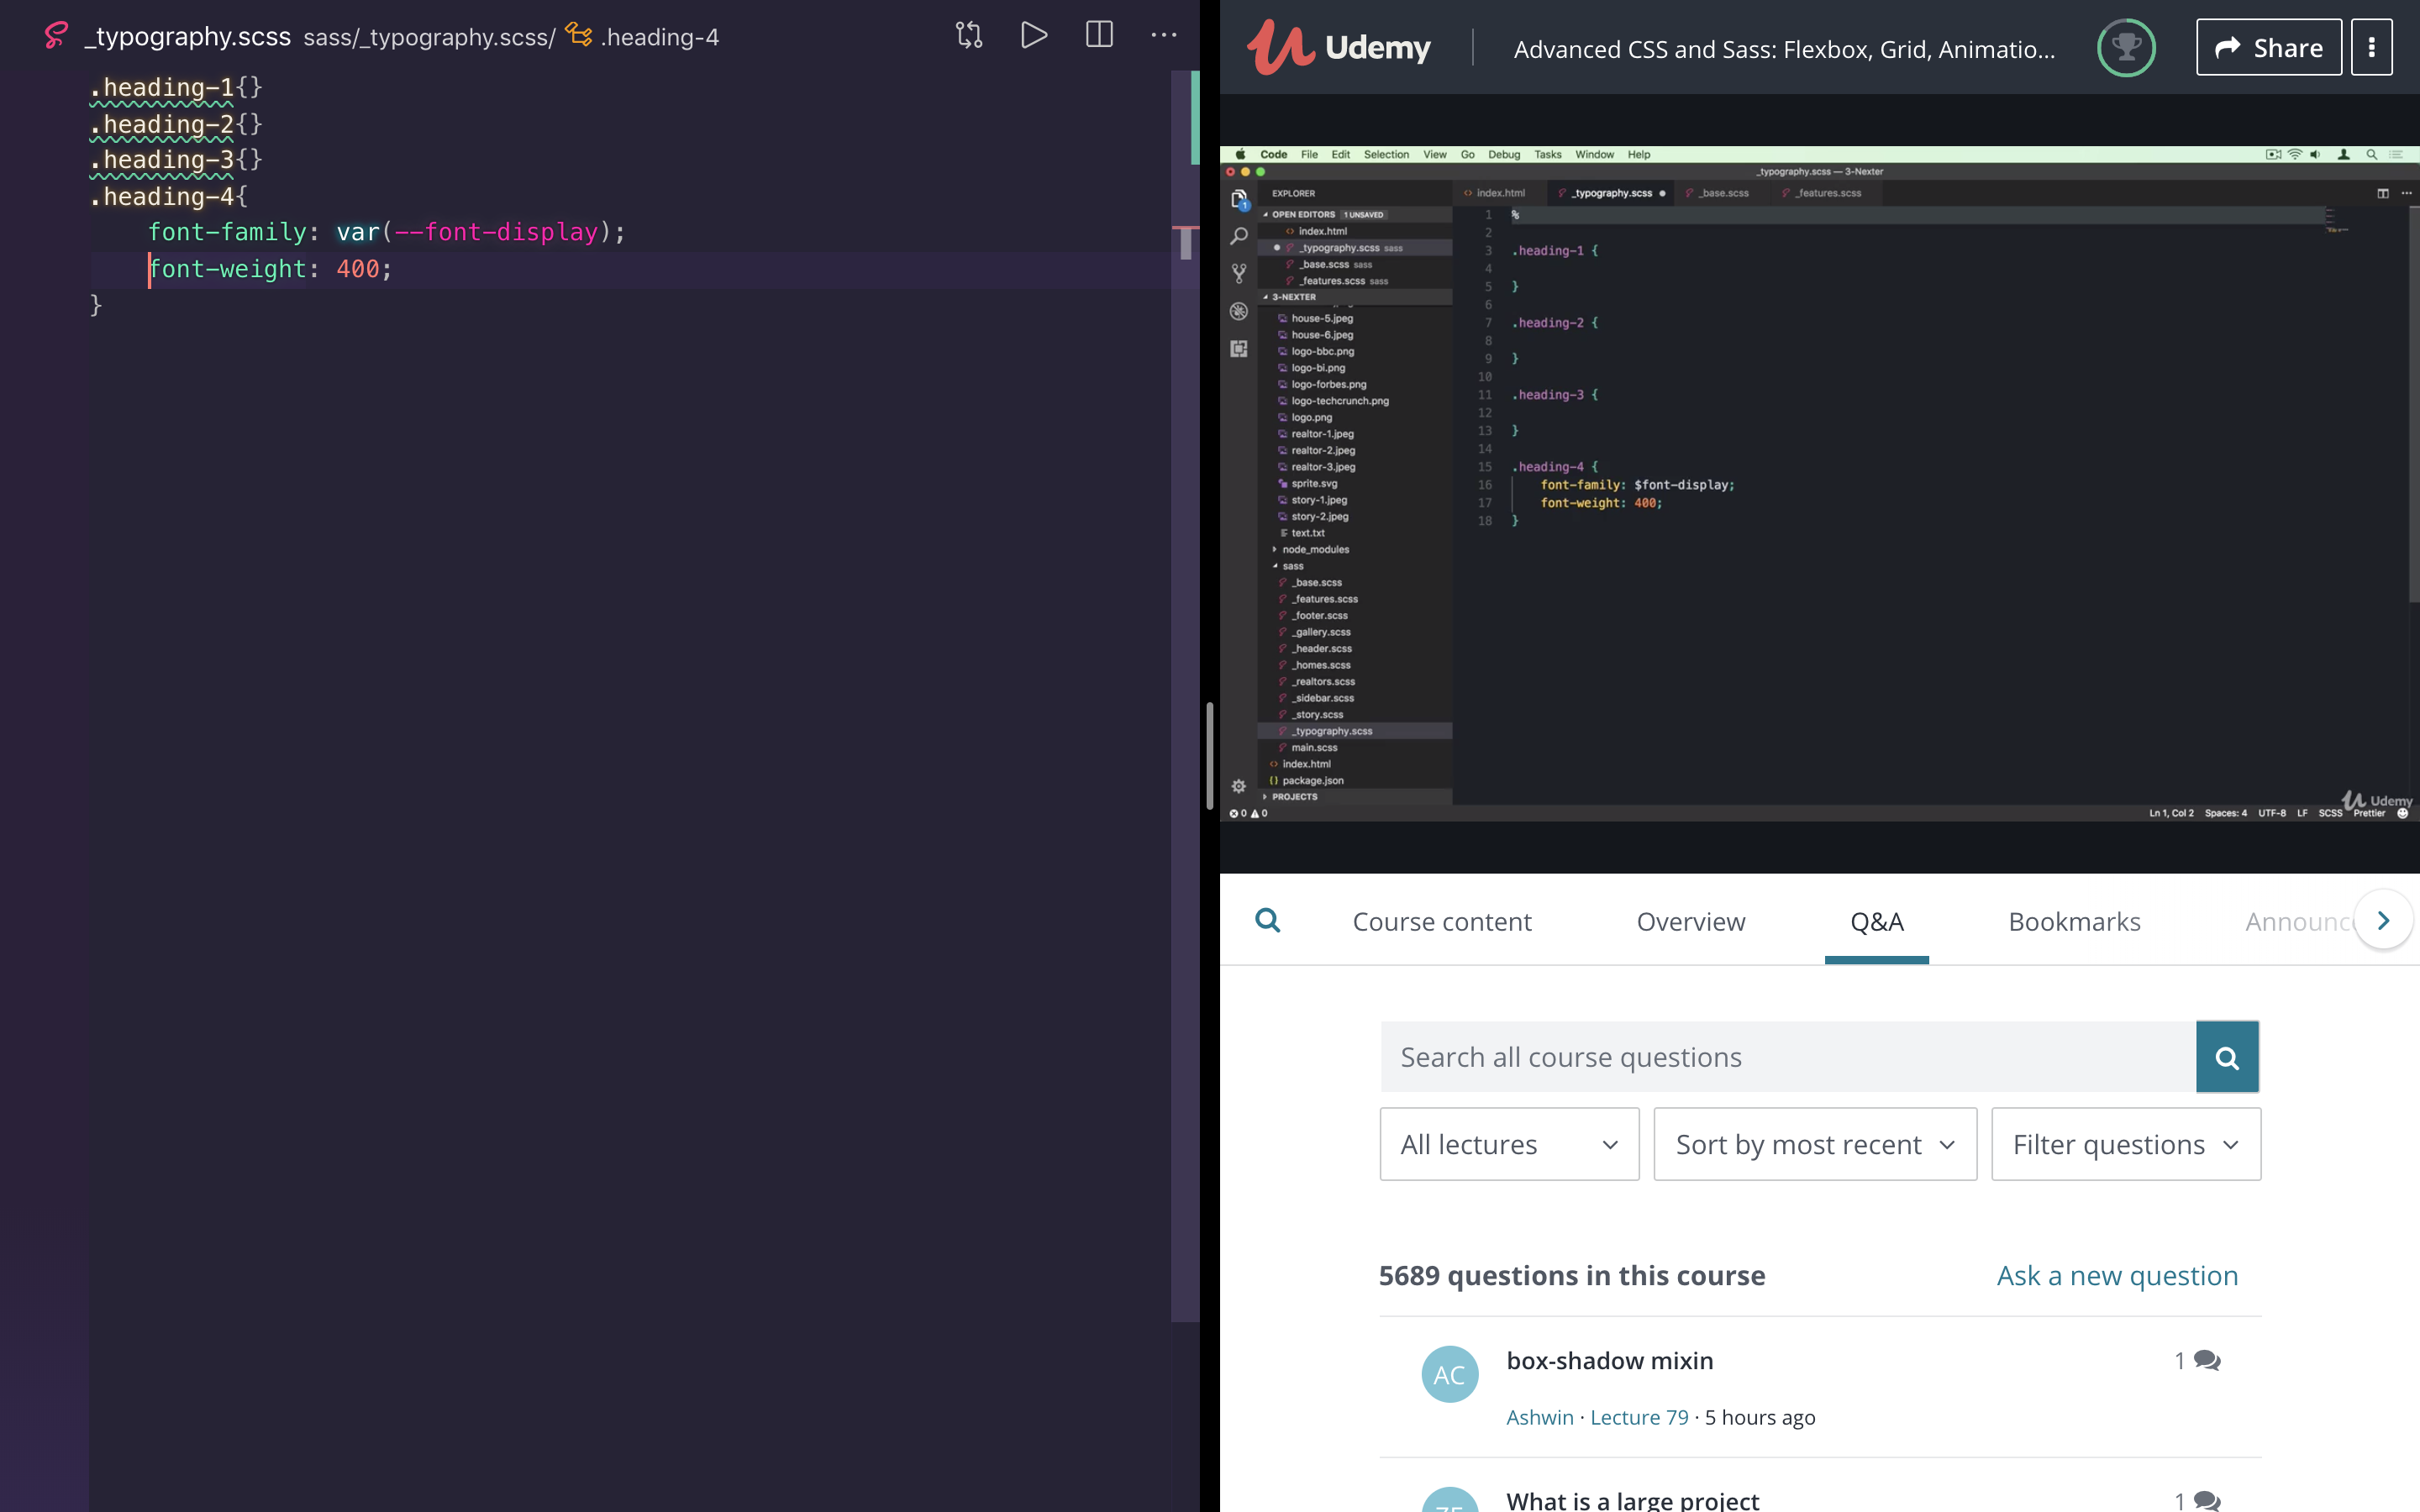 _typography.scss sass/_typography.scss/ .heading-4
.heading-1{}
.heading-2{}
.heading-3{}
.heading-4{
font-family: var(--font-display);
font-weight: 400;
}
Udemy
Advanced CSS and Sass: Flexbox, Grid, Animatio...
Share
Code File Edit Selection View Go Debug Tasks Window Help
_typography.scss — 3-Nexter
EXPLORER
index.html
_typography.scss
_base.scss
_features.scss
OPEN EDITORS 1 UNSAVED
index.html
_typography.scss sass
_base.scss sass
_features.scss sass
3-NEXTER
house-5.jpeg
house-6.jpeg
logo-bbc.png
logo-bi.png
logo-forbes.png
logo-techcrunch.png
logo.png
realtor-1.jpeg
realtor-2.jpeg
realtor-3.jpeg
sprite.svg
story-1.jpeg
story-2.jpeg
text.txt
node_modules
sass
_base.scss
_features.scss
_footer.scss
_gallery.scss
_header.scss
_homes.scss
_realtors.scss
_sidebar.scss
_story.scss
_typography.scss
main.scss
index.html
package.json
PROJECTS
1 %
2
3 .heading-1 {
4
5 }
6
7 .heading-2 {
8
9 }
10
11 .heading-3 {
12
13 }
14
15 .heading-4 {
16 font-family: $font-display;
17 font-weight: 400;
18 }
Udemy
0 0
Ln 1, Col 2 Spaces: 4 UTF-8 LF SCSS Prettier
Course content Overview Q&A Bookmarks Announc
Search all course questions
All lectures
Sort by most recent
Filter questions
5689 questions in this course
Ask a new question
AC
box-shadow mixin
1
Ashwin · Lecture 79 · 5 hours ago
What is a large project
1